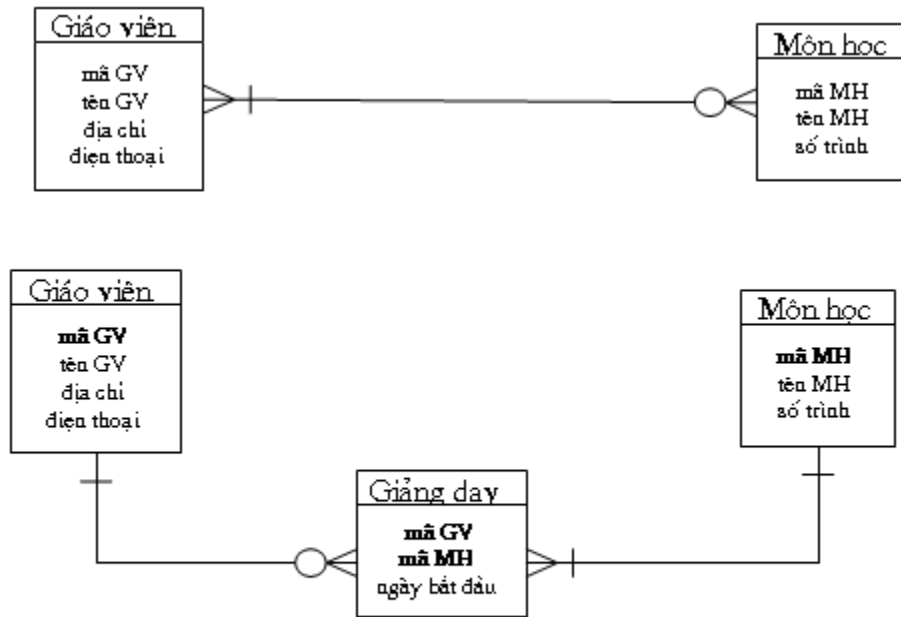 Giáo viên
mã GV
tên GV
địa chỉ
điện thoại
Môn học
mã MH
tên MH
số trình
Giáo viên
mã GV
tên GV
địa chỉ
điện thoại
Môn học
mã MH
tên MH
số trình
Giảng day
mã GV
mã MH
ngày bắt đầu